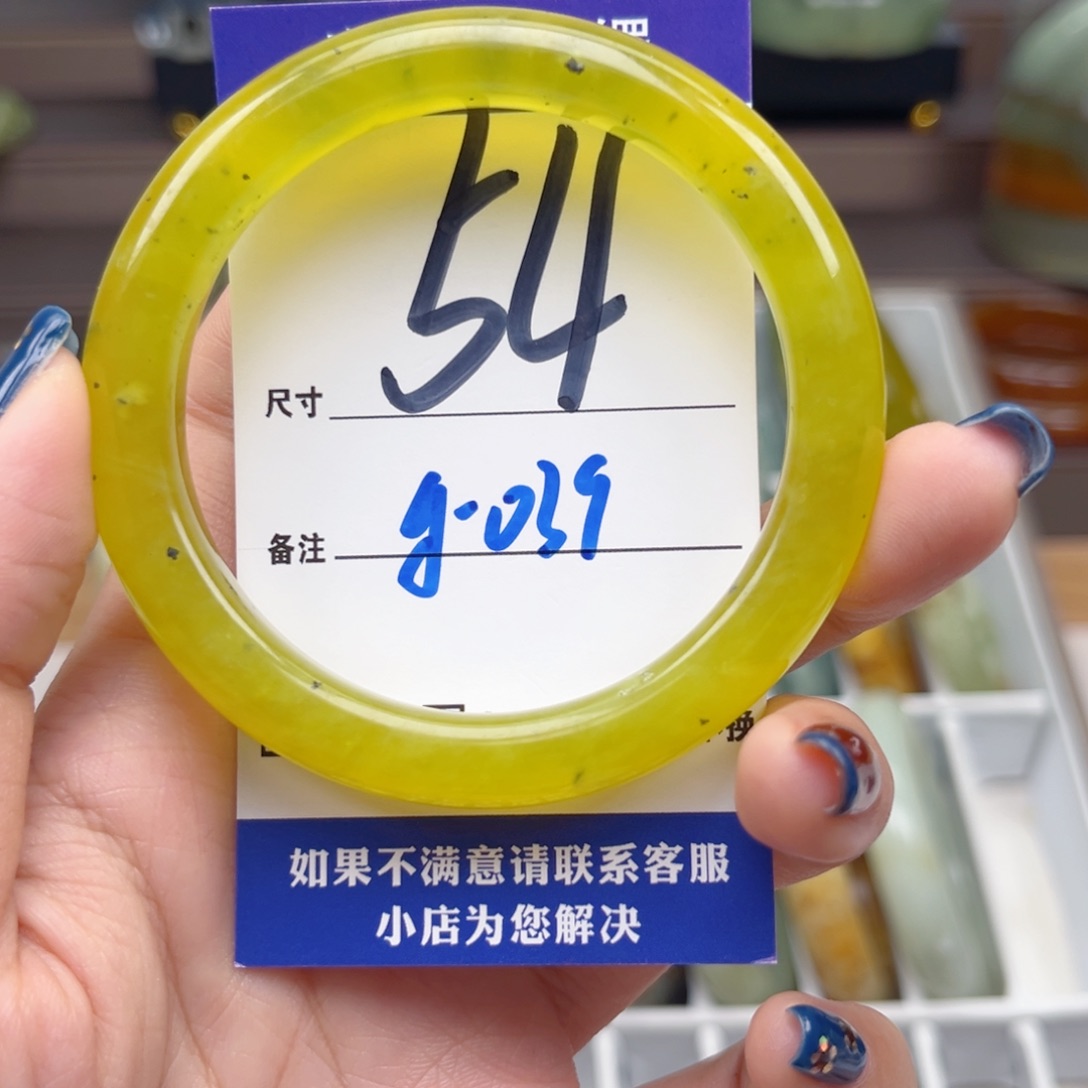 54
尺寸
g-039
备注
换
如果不满意请联系客服
小店为您解决